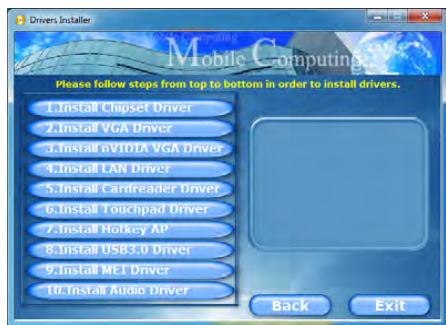 Drivers Installer
Mobile Computing
Mobile Computing
Please follow steps from top to bottom in order to install drivers.
1.Install Chipset Driver
2.Install VGA Driver
3.Install nVIDIA VGA Driver
4.Install LAN Driver
5.Install Cardreader Driver
6.Install Touchpad Driver
7.Install Hotkey AP
8.Install USB3.0 Driver
9.Install MEI Driver
10.Install Audio Driver
Back
Exit